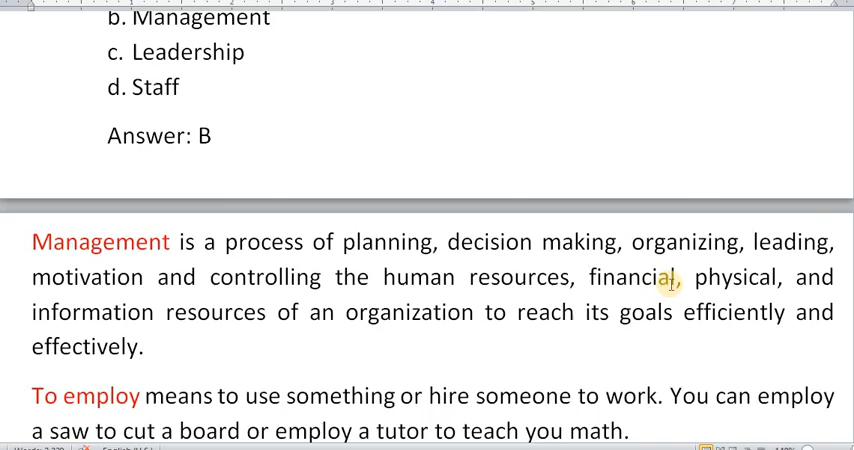 b. Management
c. Leadership
d. Staff
Answer: B
Management is a process of planning, decision making, organizing, leading,
motivation and controlling the human resources, financial, physical, and
information resources of an organization to reach its goals efficiently and
effectively.
To employ means to use something or hire someone to work. You can employ
a saw to cut a board or employ a tutor to teach you math.